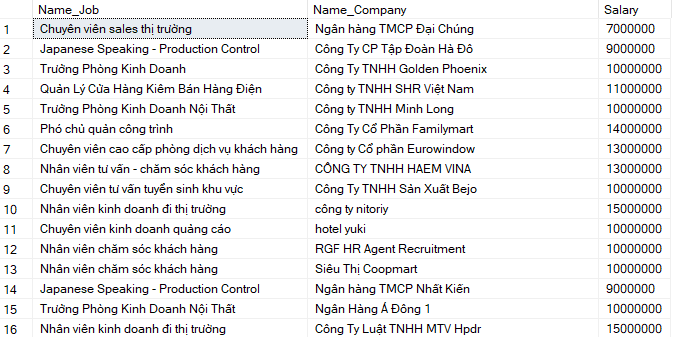 Name_Job Name_Company Salary
1 Chuyên viên sales thị trường Ngân hàng TMCP Đại Chúng 7000000
2 Japanese Speaking - Production Control Công Ty CP Tập Đoàn Hà Đô 9000000
3 Trưởng Phòng Kinh Doanh Công Ty TNHH Golden Phoenix 10000000
4 Quản Lý Cửa Hàng Kiêm Bán Hàng Điện Công ty TNHH SHR Việt Nam 11000000
5 Trưởng Phòng Kinh Doanh Nội Thất Công ty TNHH Minh Long 10000000
6 Phó chủ quản công trình Công Ty Cổ Phần Familymart 14000000
7 Chuyên viên cao cấp phòng dịch vụ khách hàng Công ty Cổ phần Eurowindow 13000000
8 Nhân viên tư vấn - chăm sóc khách hàng CÔNG TY TNHH HAEM VINA 13000000
9 Chuyên viên tư vấn tuyển sinh khu vực Công Ty TNHH Sản Xuất Bejo 10000000
10 Nhân viên kinh doanh đi thị trường công ty nitoriy 15000000
11 Chuyên viên kinh doanh quảng cáo hotel yuki 10000000
12 Nhân viên chăm sóc khách hàng RGF HR Agent Recruitment 10000000
13 Nhân viên chăm sóc khách hàng Siêu Thị Coopmart 10000000
14 Japanese Speaking - Production Control Ngân hàng TMCP Nhất Kiến 9000000
15 Trưởng Phòng Kinh Doanh Nội Thất Ngân Hàng Á Đông 1 10000000
16 Nhân viên kinh doanh đi thị trường Công Ty Luật TNHH MTV Hpdr 15000000